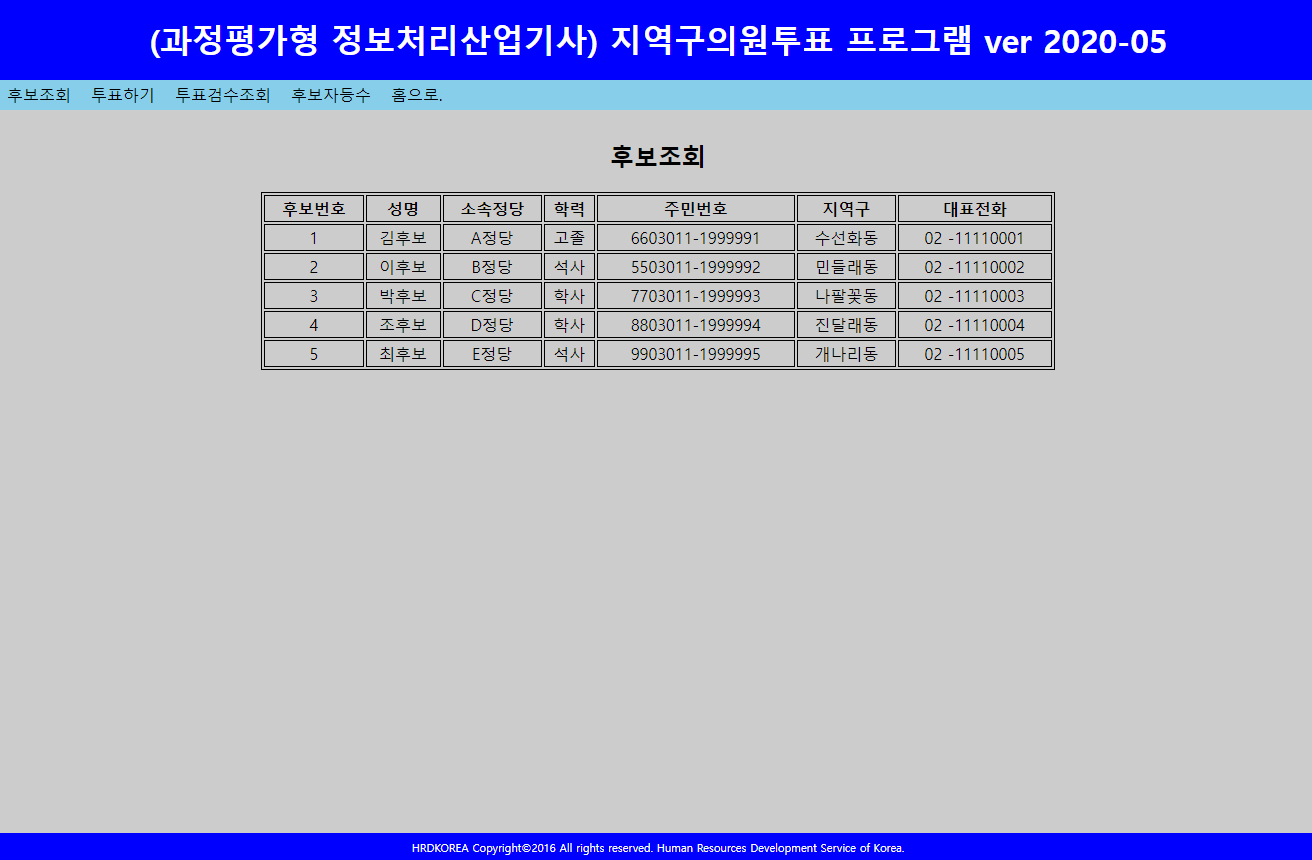 (과정평가형 정보처리산업기사) 지역구의원투표 프로그램 ver 2020-05
후보조회 투표하기 투표검수조회 후보자등수 홈으로.
후보조회
후보번호 성명 소속정당 학력 주민번호 지역구 대표전화
1 김후보 A정당 고졸 6603011-1999991 수선화동 02 -11110001
2 이후보 B정당 석사 5503011-1999992 민들래동 02 -11110002
3 박후보 C정당 학사 7703011-1999993 나팔꽃동 02 -11110003
4 조후보 D정당 학사 8803011-1999994 진달래동 02 -11110004
5 최후보 E정당 석사 9903011-1999995 개나리동 02 -11110005
HRDKOREA Copyright©2016 All rights reserved. Human Resources Development Service of Korea.